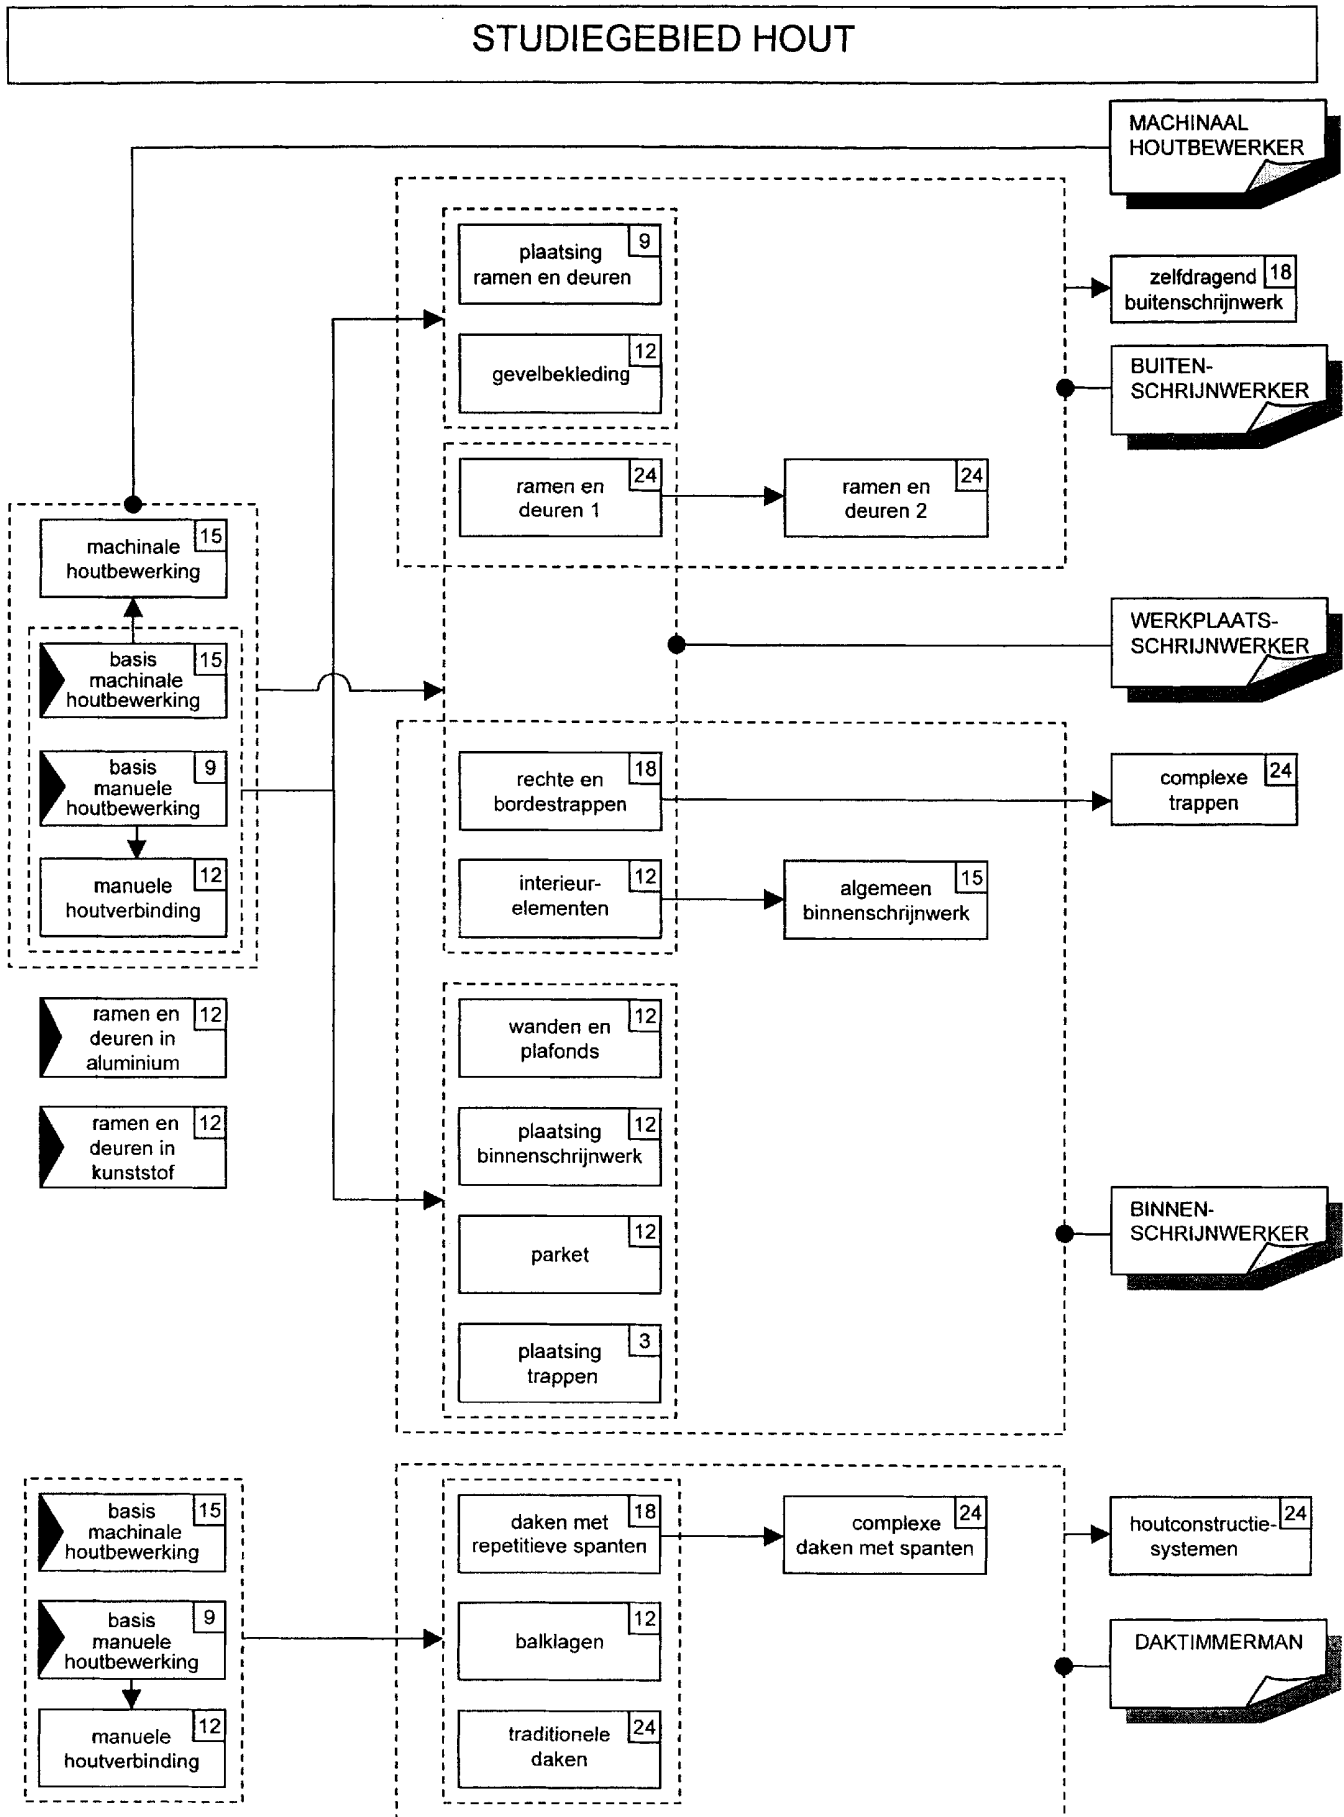 STUDIEGEBIED HOUT
MACHINAAL
HOUTBEWERKER
9
plaatsing
ramen en deuren
18
zelfdragend
buitenschrijnwerk
12
gevelbekleding
BUITEN-
SCHRIJNWERKER
24
ramen en
deuren 1
24
ramen en
deuren 2
15
machinale
houtbewerking
WERKPLAATS-
SCHRIJNWERKER
15
basis
machinale
houtbewerking
9
basis
manuele
houtbewerking
18
rechte en
bordestrappen
24
complexe
trappen
12
manuele
houtverbinding
12
interieur-
elementen
15
algemeen
binnenschrijnwerk
12
ramen en
deuren in
aluminium
12
wanden en
plafonds
12
ramen en
deuren in
kunststof
12
plaatsing
binnenschrijnwerk
12
parket
BINNEN-
SCHRIJNWERKER
3
plaatsing
trappen
15
basis
machinale
houtbewerking
18
daken met
repetitieve spanten
24
complexe
daken met spanten
24
houtconstructie-
systemen
9
basis
manuele
houtbewerking
12
balklagen
DAKTIMMERMAN
12
manuele
houtverbinding
24
traditionele
daken